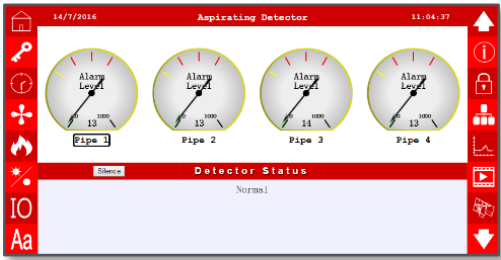 14/7/2016 Aspirating Detector 11:04:37
Alarm Level 0 1000 13
Alarm Level 0 1000 13
Alarm Level 0 1000 14
Alarm Level 0 1000 13
Pipe 1 Pipe 2 Pipe 3 Pipe 4
Silence Detector Status
Normal
IO
Aa